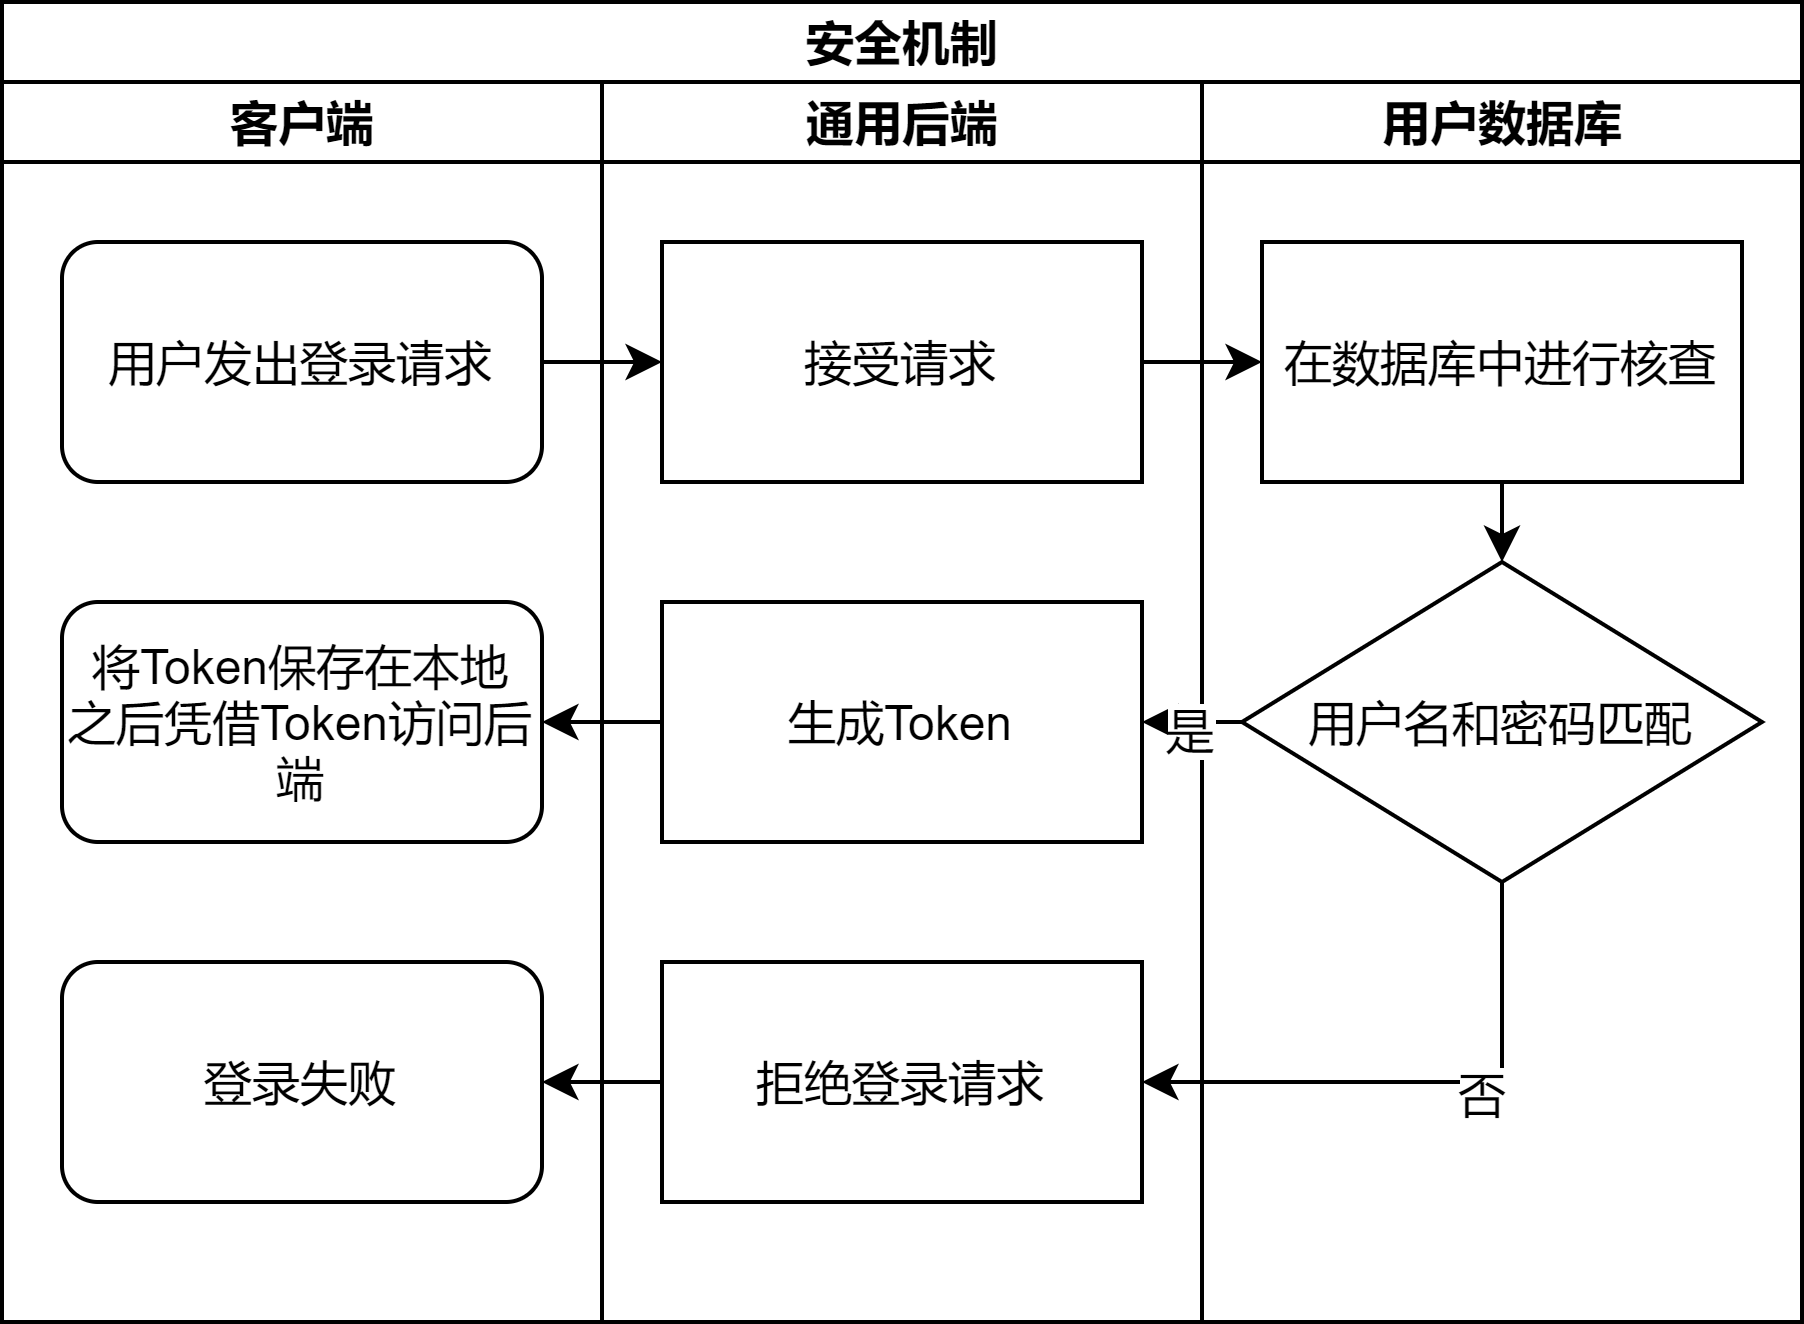 安全机制
客户端
通用后端
用户数据库
用户发出登录请求
接受请求
在数据库中进行核查
将Token保存在本地
之后凭借Token访问后
端
生成Token
是
用户名和密码匹配
登录失败
拒绝登录请求
否